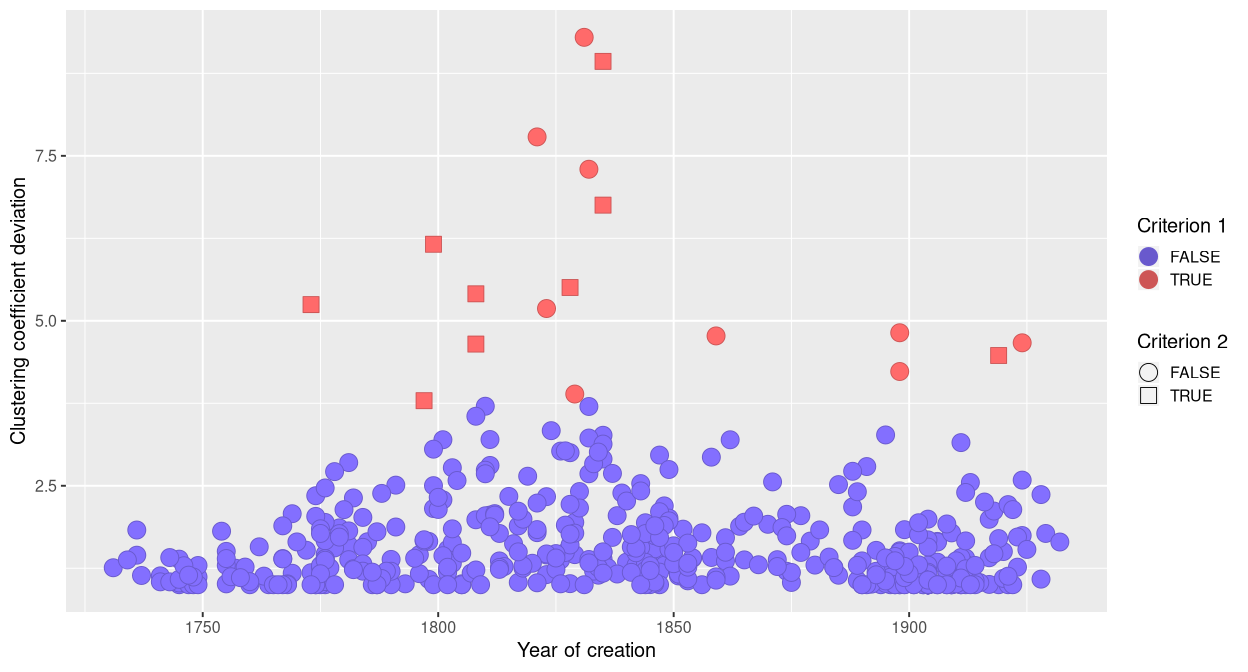 Clustering coefficient deviation
7.5
5.0
2.5
1750
1800
1850
1900
Year of creation
Criterion 1
FALSE
TRUE
Criterion 2
FALSE
TRUE